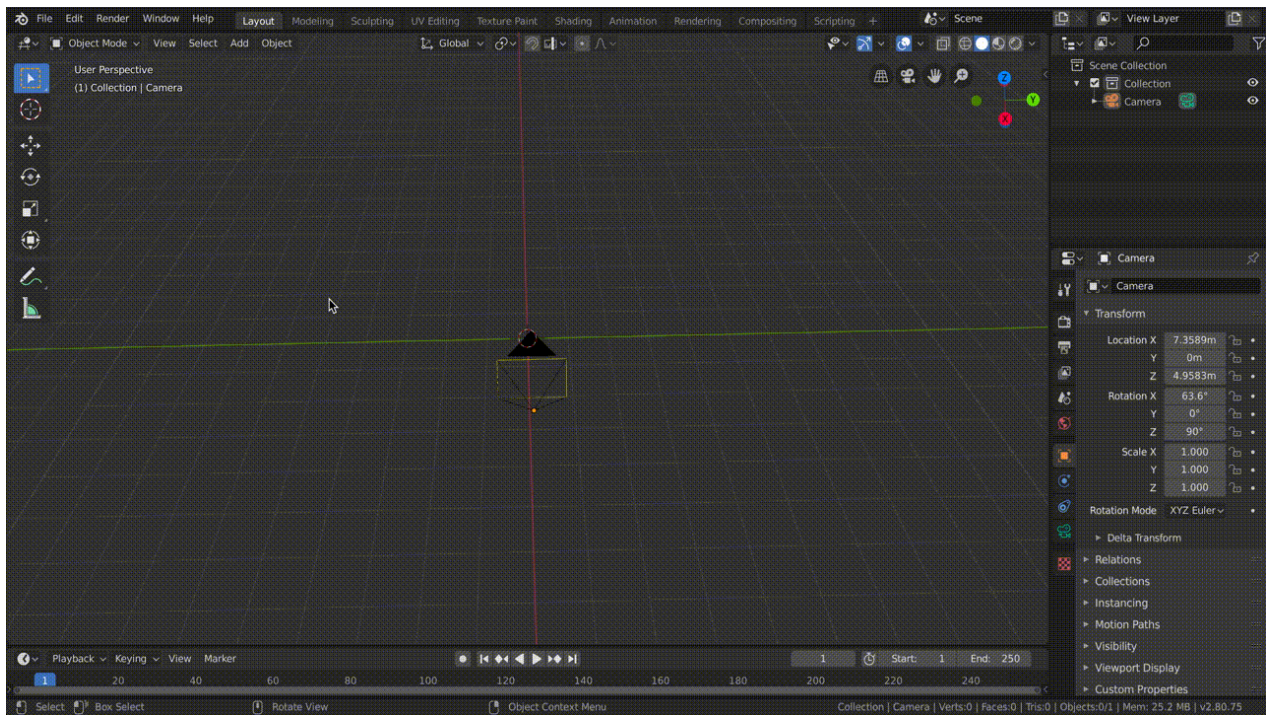 File Edit Render Window Help Layout Modeling Sculpting UV Editing Texture Paint Shading Animation Rendering Compositing Scripting + Scene View Layer
Object Mode View Select Add Object Global
User Perspective
(1) Collection | Camera
Z
Y
X
Scene Collection
Collection
Camera
Camera
Camera
Transform
Location X 7.3589m
Y 0m
Z 4.9583m
Rotation X 63.6°
Y 0°
Z 90°
Scale X 1.000
Y 1.000
Z 1.000
Rotation Mode XYZ Euler
Delta Transform
Relations
Collections
Instancing
Motion Paths
Visibility
Viewport Display
Custom Properties
Playback Keying View Marker 1 Start: 1 End: 250
1 20 40 60 80 100 120 140 160 180 200 220 240
Select Box Select Rotate View Object Context Menu Collection | Camera | Verts:0 | Faces:0 | Tris:0 | Objects:0/1 | Mem: 25.2 MB | v2.80.75